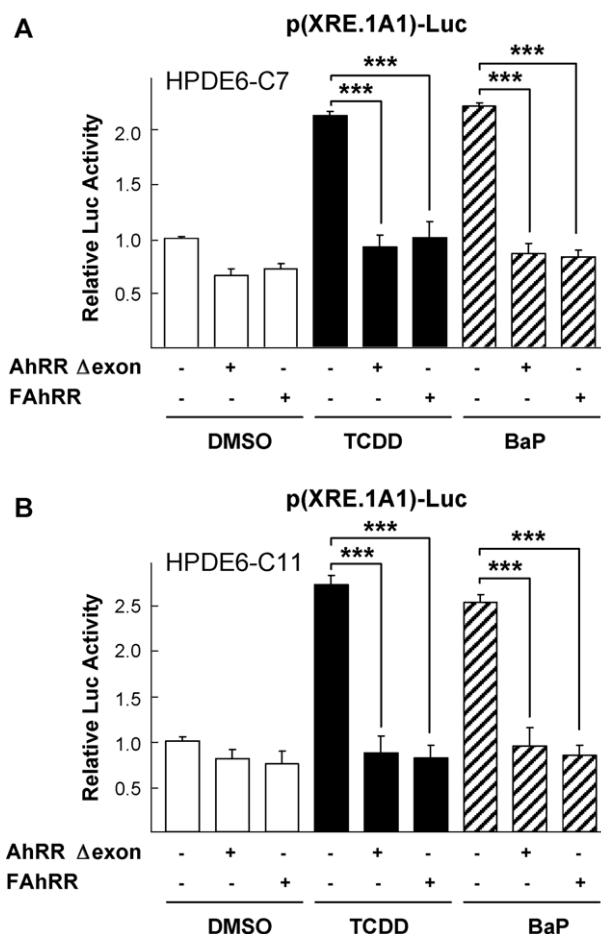 A
p(XRE.1A1)-Luc
HPDE6-C7
***
***
***
***
Relative Luc Activity
2.0
1.5
1.0
0.5
AhRR Δexon - + - - + - - + -
FAhRR - - + - - + - - +
DMSO TCDD BaP
B
p(XRE.1A1)-Luc
HPDE6-C11
***
***
***
***
Relative Luc Activity
2.5
2.0
1.0
0.5
AhRR Δexon - + - - + - - + -
FAhRR - - + - - + - - +
DMSO TCDD BaP